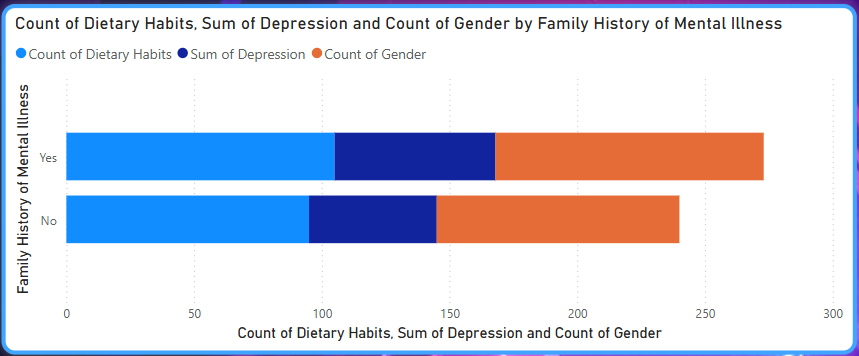 Count of Dietary Habits, Sum of Depression and Count of Gender by Family History of Mental Illness
Count of Dietary Habits Sum of Depression Count of Gender
Family History of Mental Illness
Yes
No
0 50 100 150 200 250 300
Count of Dietary Habits, Sum of Depression and Count of Gender